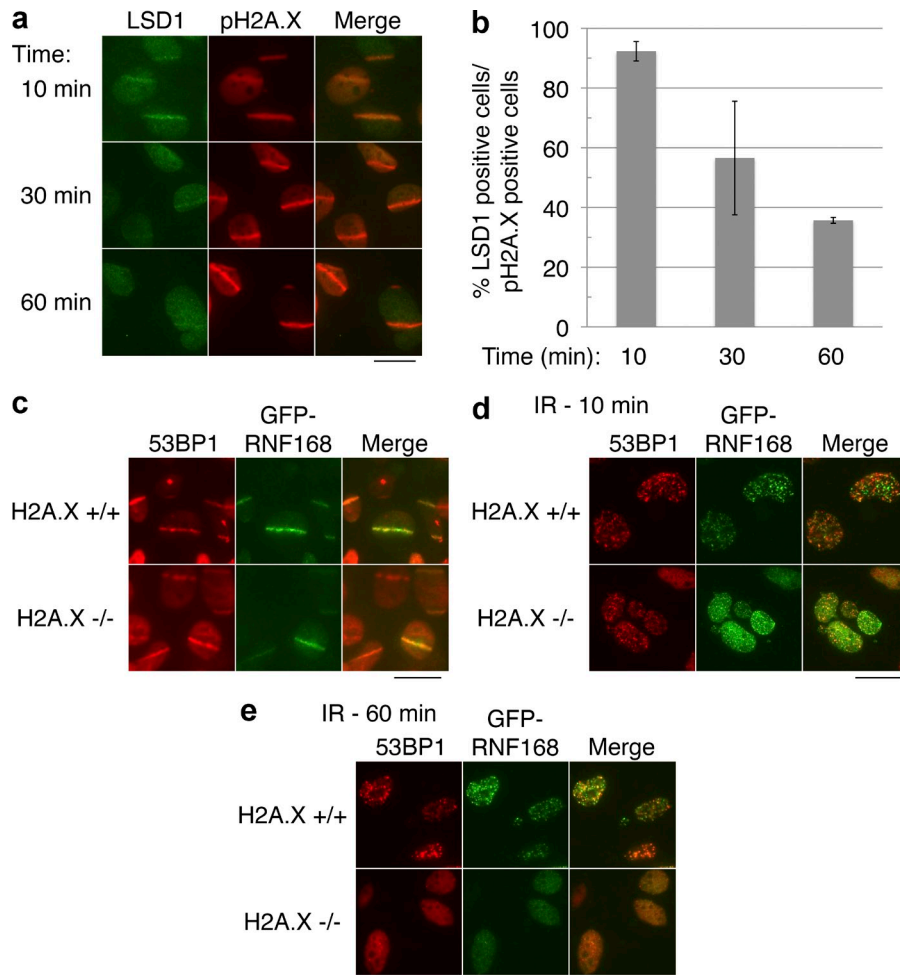 a
LSD1 pH2A.X Merge
Time:
10 min
30 min
60 min
b
% LSD1 positive cells/
pH2A.X positive cells
100
80
60
40
20
0
Time (min): 10 30 60
c
GFP-
53BP1 RNF168 Merge
H2A.X +/+
H2A.X -/-
d
IR - 10 min
GFP-
53BP1 RNF168 Merge
H2A.X +/+
H2A.X -/-
e
IR - 60 min
GFP-
53BP1 RNF168 Merge
H2A.X +/+
H2A.X -/-